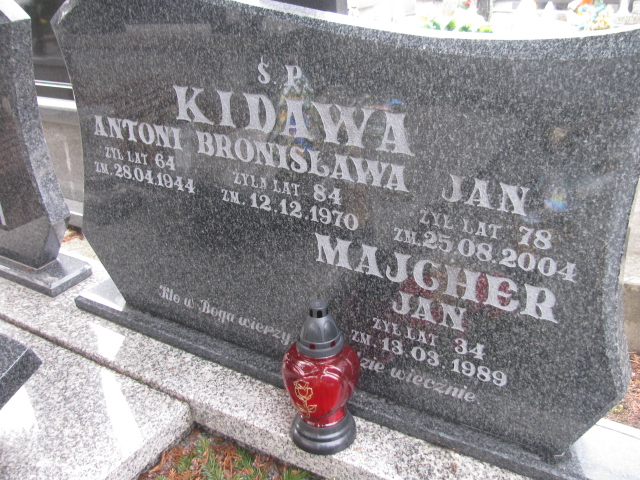 Ś. P.
KIDAWA
ANTONI
ŻYŁ LAT 64
ZM. 28.04.1944
BRONISŁAWA
ŻYŁA LAT 84
ZM. 12.12.1970
JAN
ŻYŁ LAT 78
ZM. 25.08.2004
MAJCHER
JAN
ŻYŁ LAT 34
ZM. 13.03.1989
Kto w Boga wierzy wiecznie